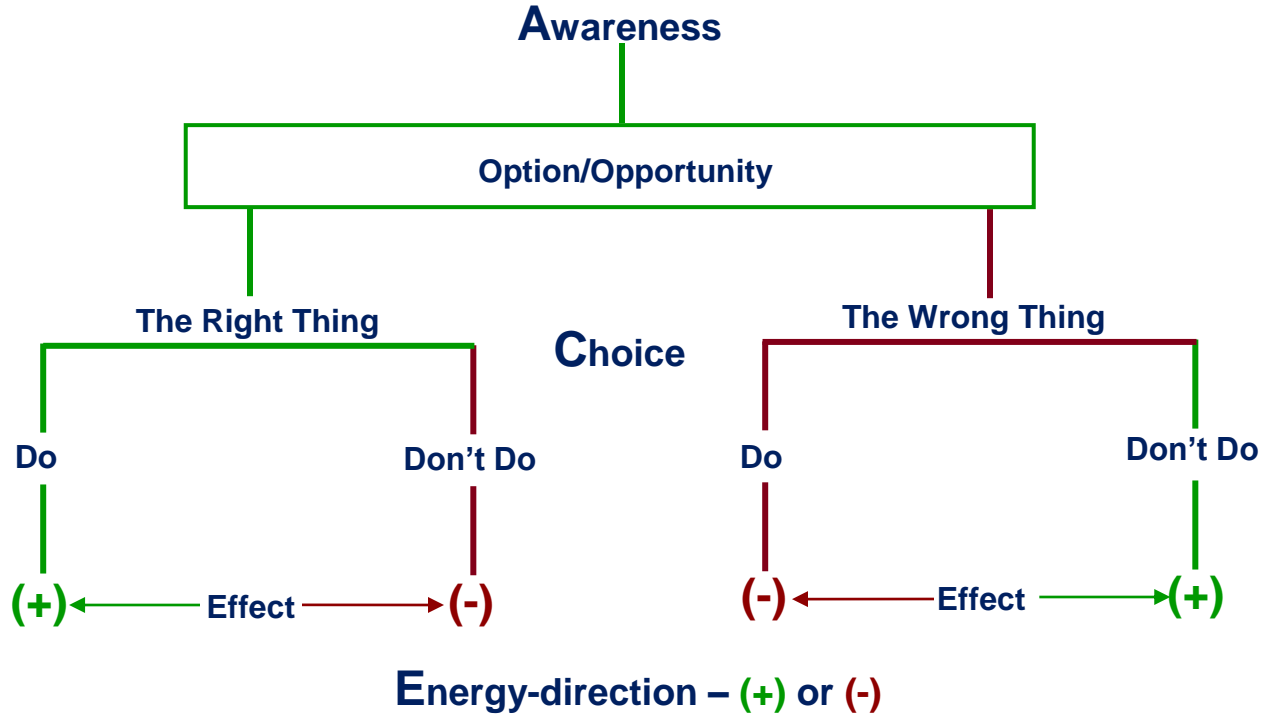 Awareness
Option/Opportunity
The Right Thing
The Wrong Thing
Choice
Do
Don't Do
Do
Don't Do
(+) Effect (-)
(-) Effect (+)
Energy-direction – (+) or (-)